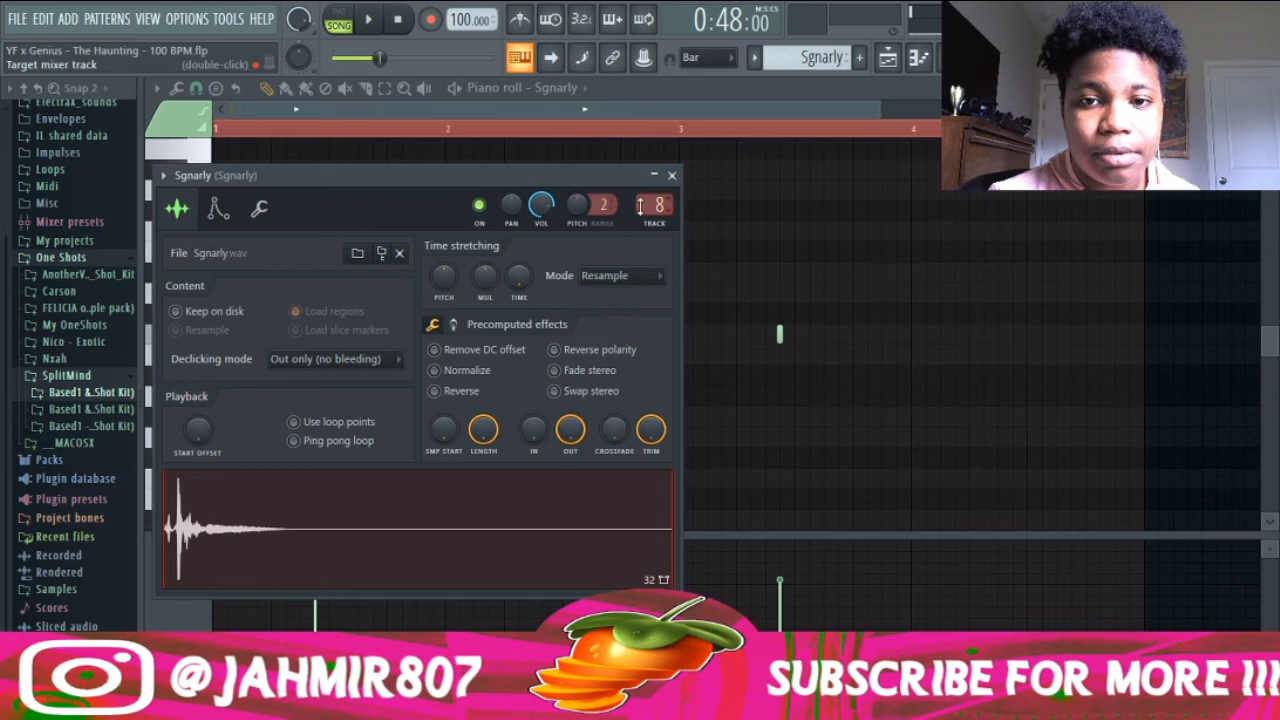 FILE EDIT ADD PATTERNS VIEW OPTIONS TOOLS HELP
SONG
100.000
3.2
0:48:00
M:S:CS
YF x Genius - The Haunting - 100 BPM.flp
Target mixer track
(double-click)
Bar
Sgnarly
Snap 2
Piano roll - Sgnarly
1
2
3
4
Electrax_sounds
Envelopes
IL shared data
Impulses
Loops
Midi
Misc
Mixer presets
My projects
One Shots
AnotherV.._Shot_Kit
Carson
FELICIA o...ple pack)
My OneShots
Nico - Exotic
Nxah
SplitMind
Based1 &..Shot Kit)
Based1 &..Shot Kit)
Based1 -..Shot Kit)
__MACOSX
Packs
Plugin database
Plugin presets
Project bones
Recent files
Recorded
Rendered
Samples
Scores
Sliced audio
Sgnarly (Sgnarly)
ON
PAN
VOL
PITCH
2
RANGE
8
TRACK
File Sgnarly.wav
Content
Keep on disk
Load regions
Resample
Load slice markers
Declicking mode
Out only (no bleeding)
Playback
START OFFSET
Use loop points
Ping pong loop
Time stretching
PITCH
MUL
TIME
Mode
Resample
Precomputed effects
Remove DC offset
Reverse polarity
Normalize
Fade stereo
Reverse
Swap stereo
SMP START
LENGTH
IN
OUT
CROSSFADE
TRIM
32
@JAHMIR807
SUBSCRIBE FOR MORE !!!